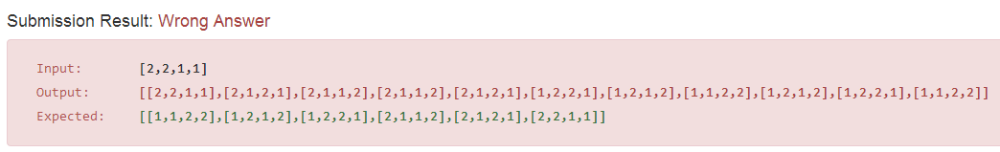 Submission Result: Wrong Answer
Input: [2,2,1,1]
Output: [[2,2,1,1],[2,1,2,1],[2,1,1,2],[2,1,1,2],[2,1,2,1],[1,2,2,1],[1,2,1,2],[1,1,2,2],[1,2,1,2],[1,2,2,1],[1,1,2,2]]
Expected: [[1,1,2,2],[1,2,1,2],[1,2,2,1],[2,1,1,2],[2,1,2,1],[2,2,1,1]]